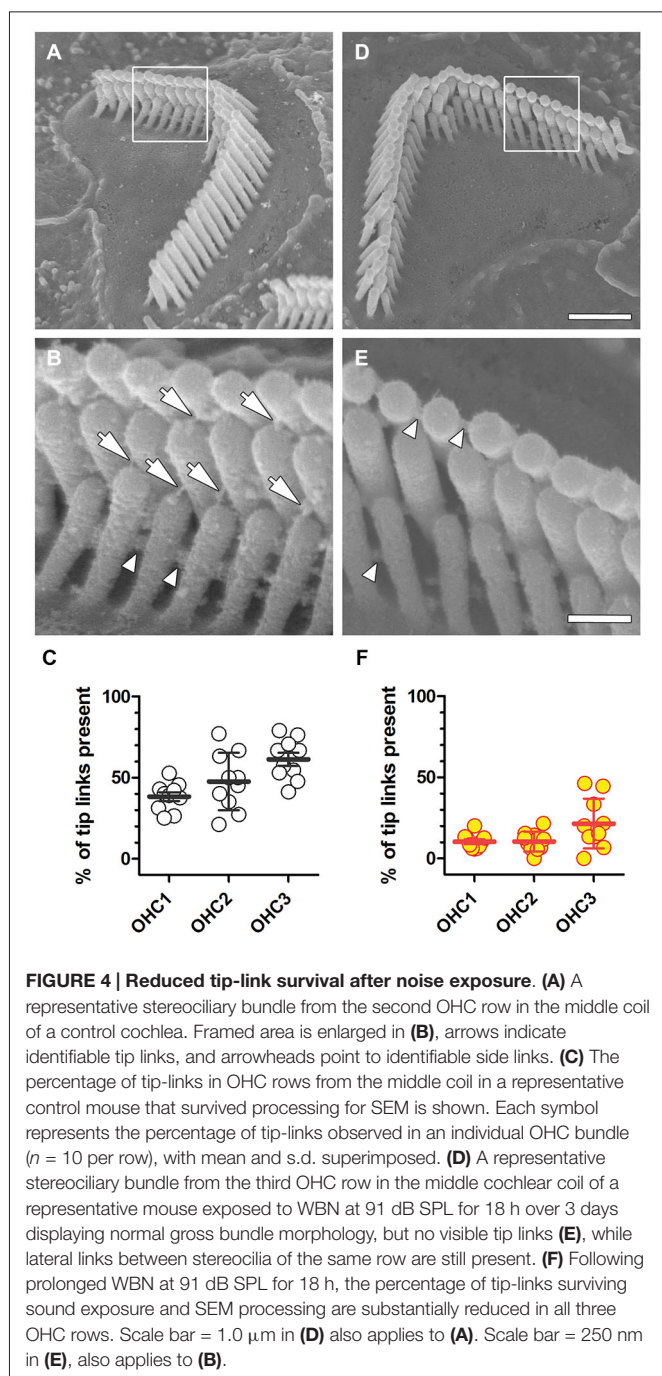 A
D
B
E
C
F
% of tip links present
100
50
0
OHC1
OHC2
OHC3
% of tip links present
100
50
0
OHC1
OHC2
OHC3
FIGURE 4 | Reduced tip-link survival after noise exposure. (A) A
representative stereociliary bundle from the second OHC row in the middle coil
of a control cochlea. Framed area is enlarged in (B), arrows indicate
identifiable tip links, and arrowheads point to identifiable side links. (C) The
percentage of tip-links in OHC rows from the middle coil in a representative
control mouse that survived processing for SEM is shown. Each symbol
represents the percentage of tip-links observed in an individual OHC bundle
(n = 10 per row), with mean and s.d. superimposed. (D) A representative
stereociliary bundle from the third OHC row in the middle cochlear coil of a
representative mouse exposed to WBN at 91 dB SPL for 18 h over 3 days
displaying normal gross bundle morphology, but no visible tip links (E), while
lateral links between stereocilia of the same row are still present. (F) Following
prolonged WBN at 91 dB SPL for 18 h, the percentage of tip-links surviving
sound exposure and SEM processing are substantially reduced in all three
OHC rows. Scale bar = 1.0 μm in (D) also applies to (A). Scale bar = 250 nm
in (E), also applies to (B).